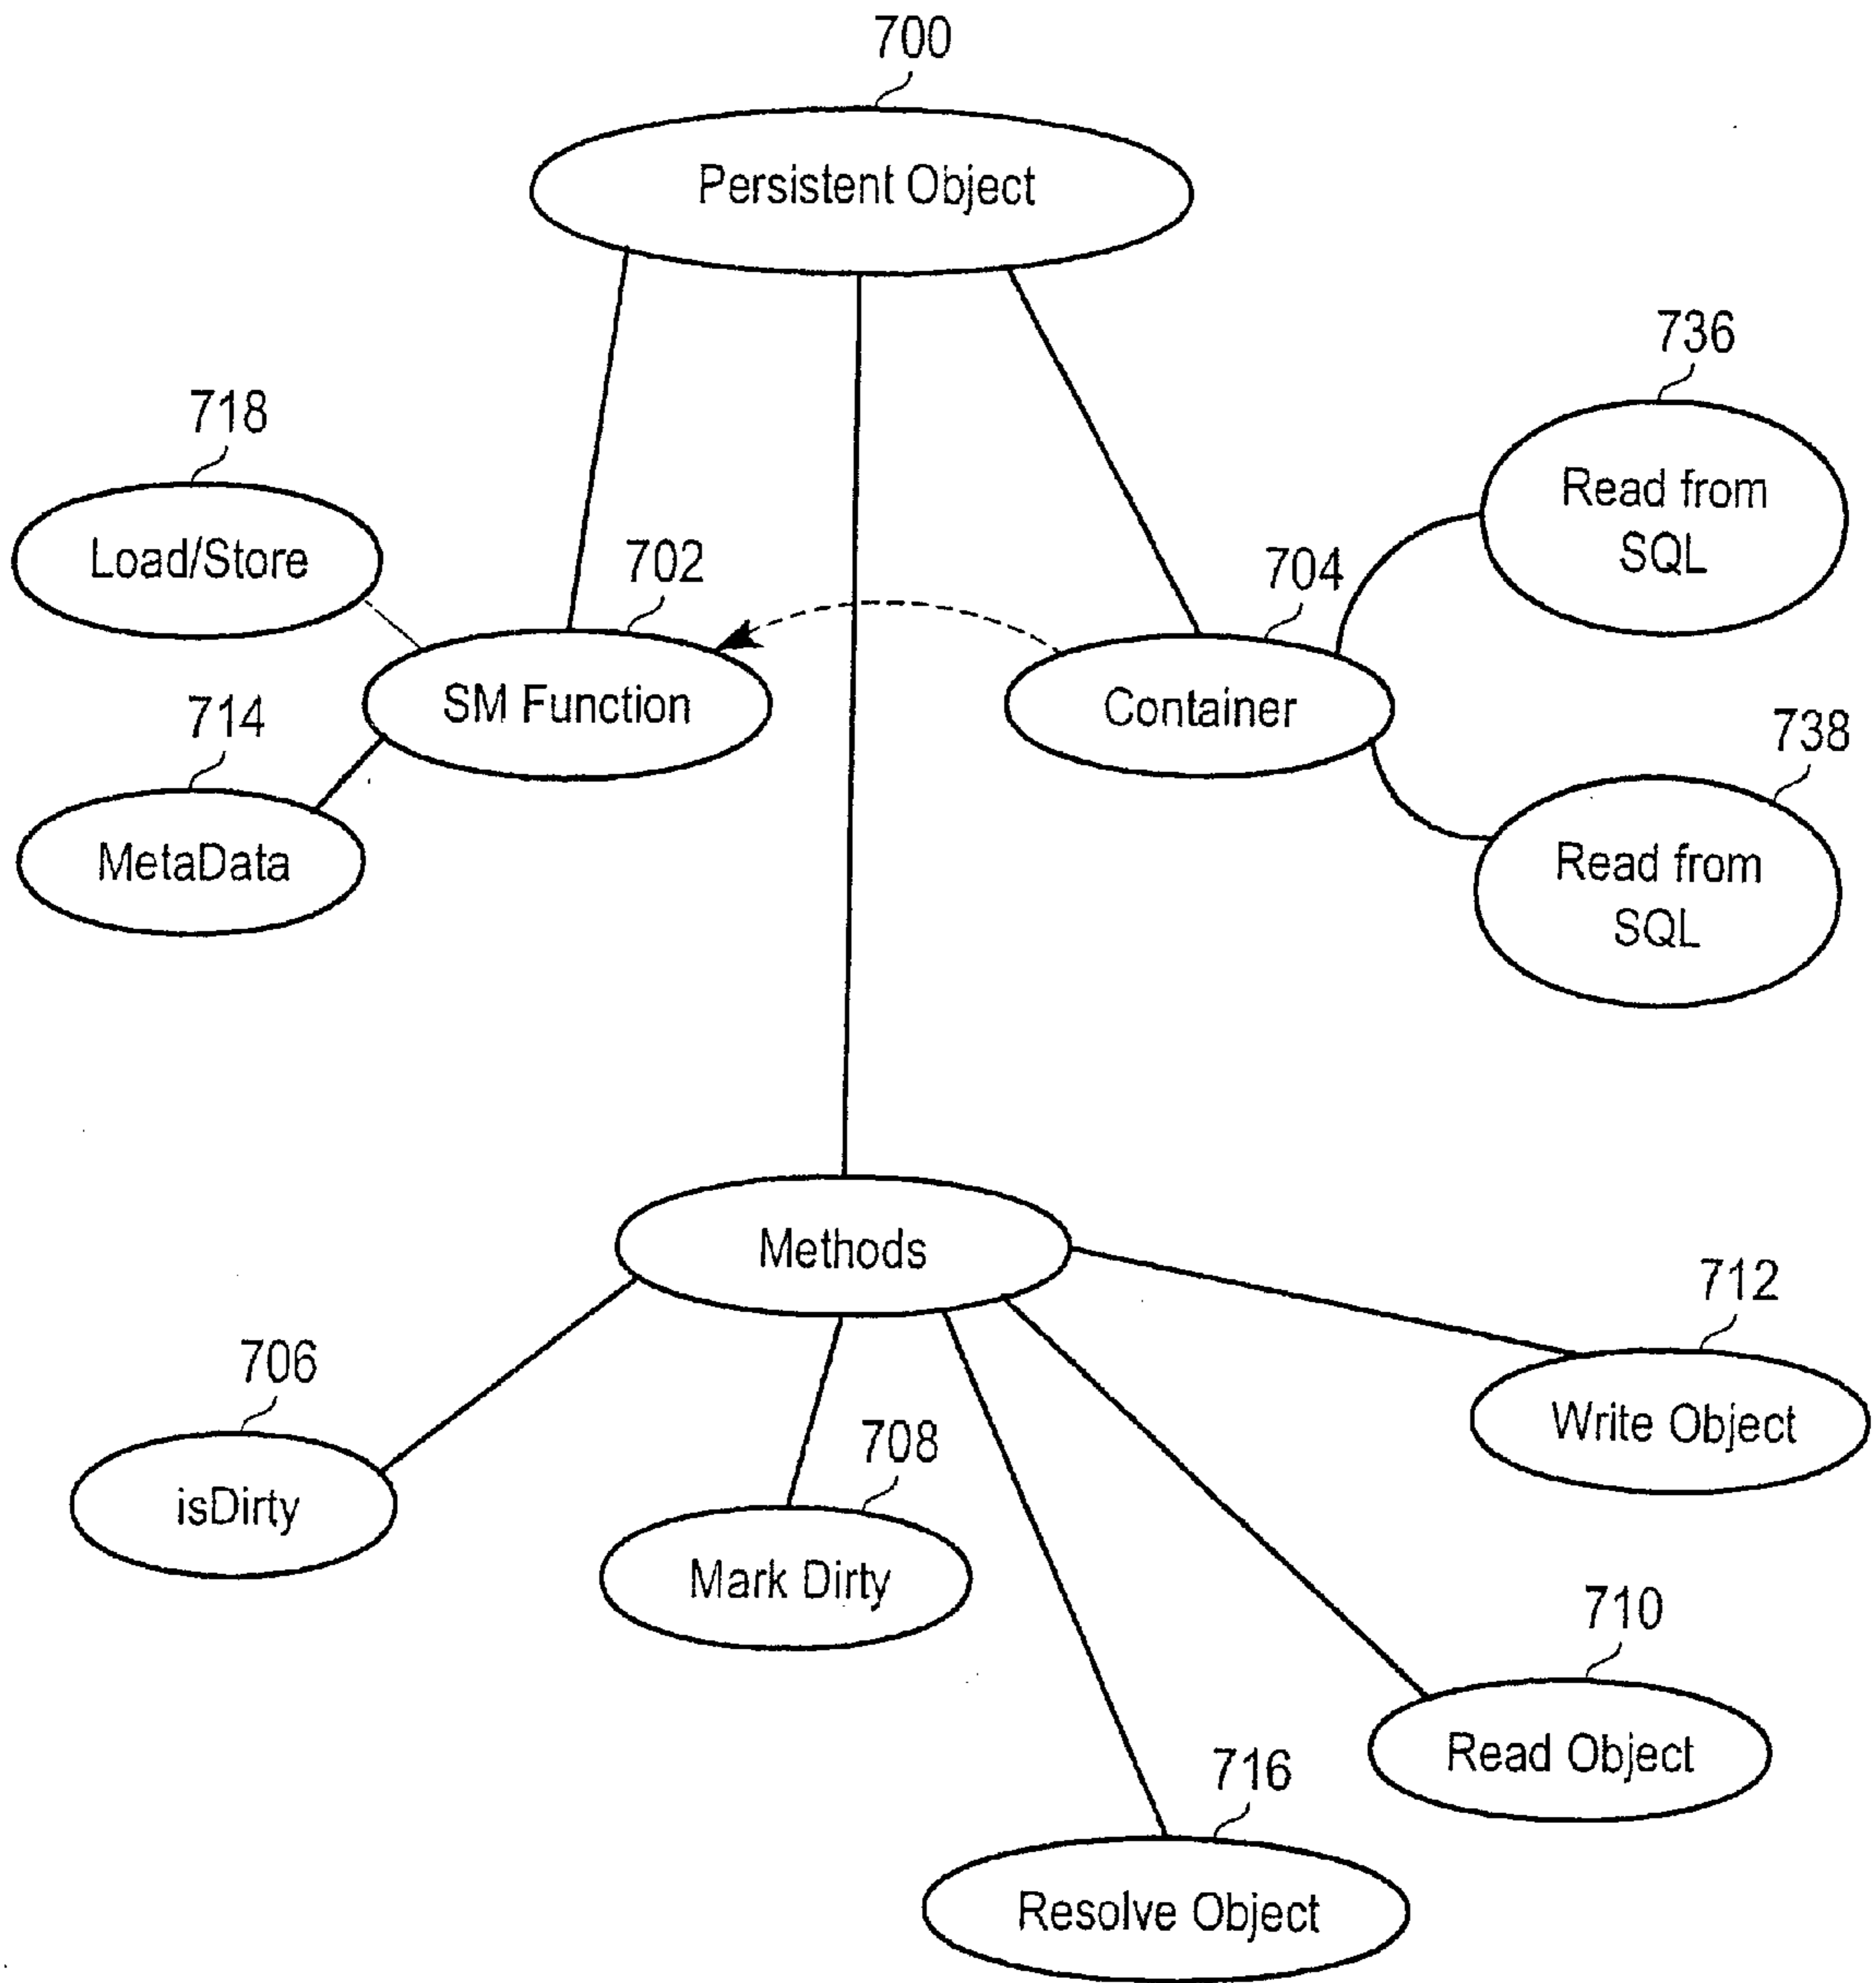 700
Persistent Object
736
Read from
SQL
718
Load/Store
702
SM Function
704
Container
714
MetaData
738
Read from
SQL
Methods
712
Write Object
706
isDirty
708
Mark Dirty
710
Read Object
716
Resolve Object